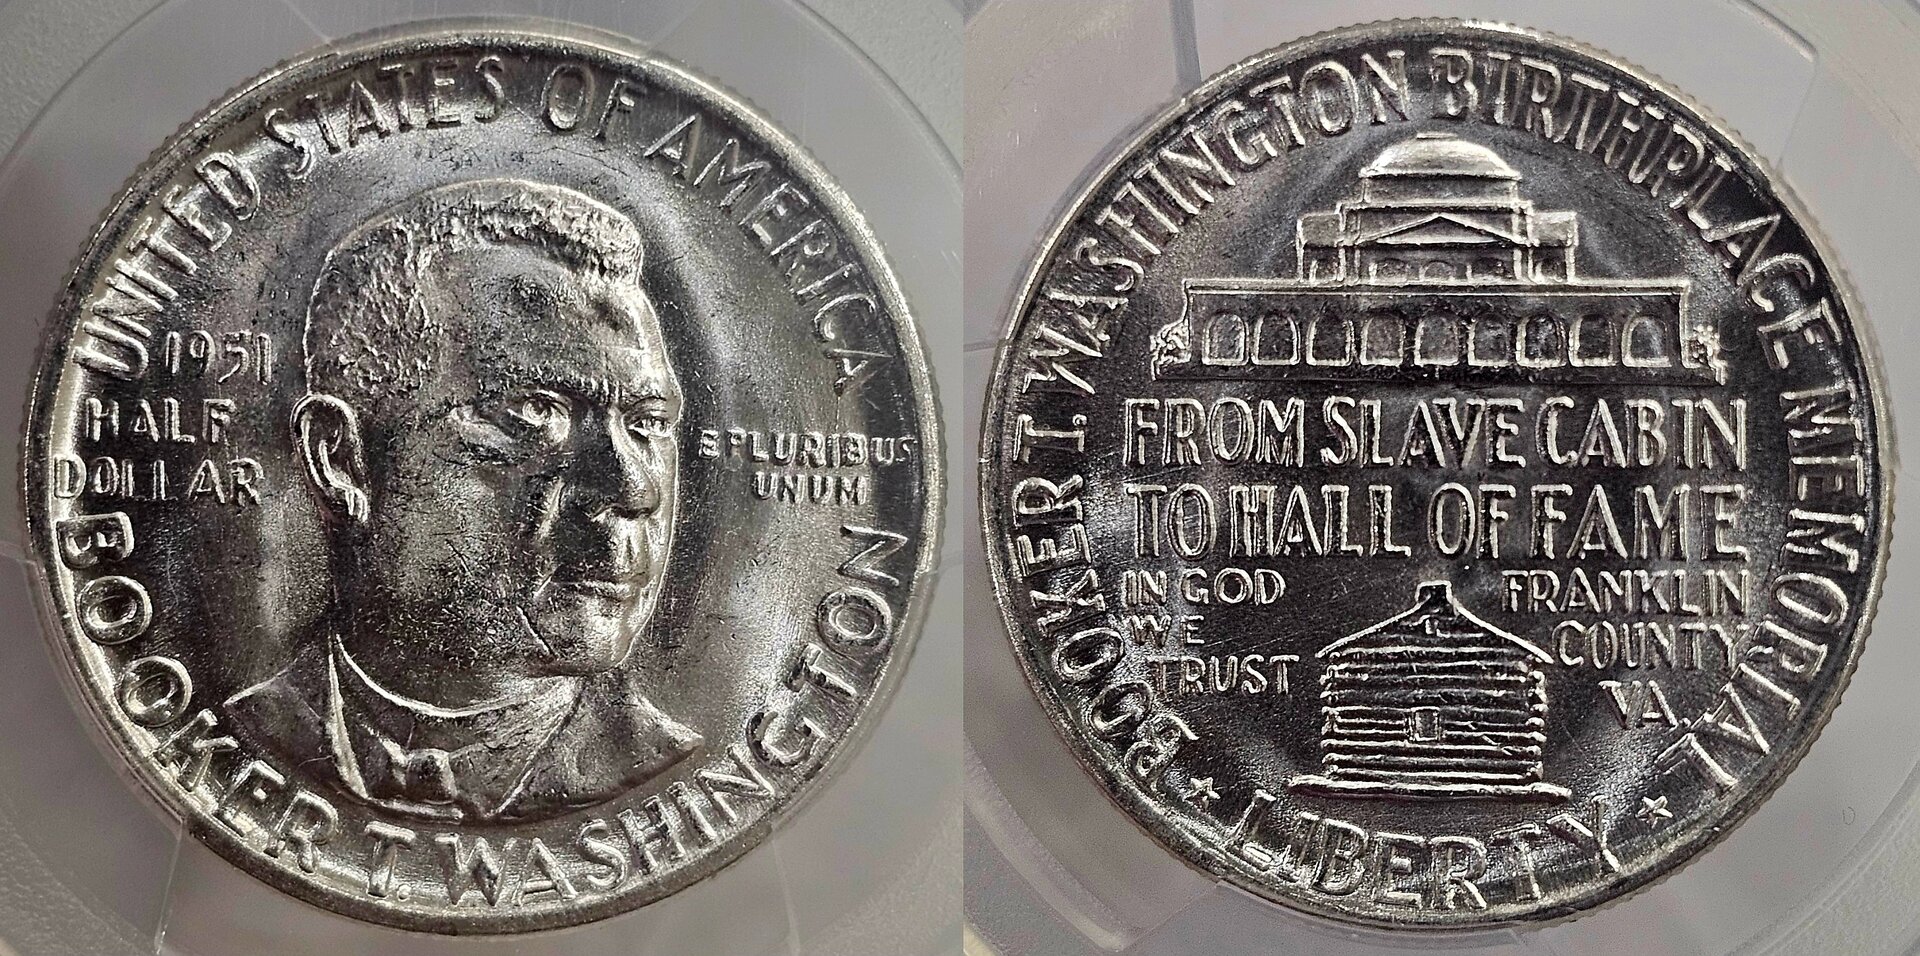 UNITED STATES OF AMERICA
1951
HALF
DOLLAR
E PLURIBUS
UNUM
BOOKER T. WASHINGTON
BOOKER T. WASHINGTON BIRTHPLACE MEMORIAL
FROM SLAVE CABIN
TO HALL OF FAME
IN GOD
WE
TRUST
FRANKLIN
COUNTY
VA.
★ LIBERTY ★